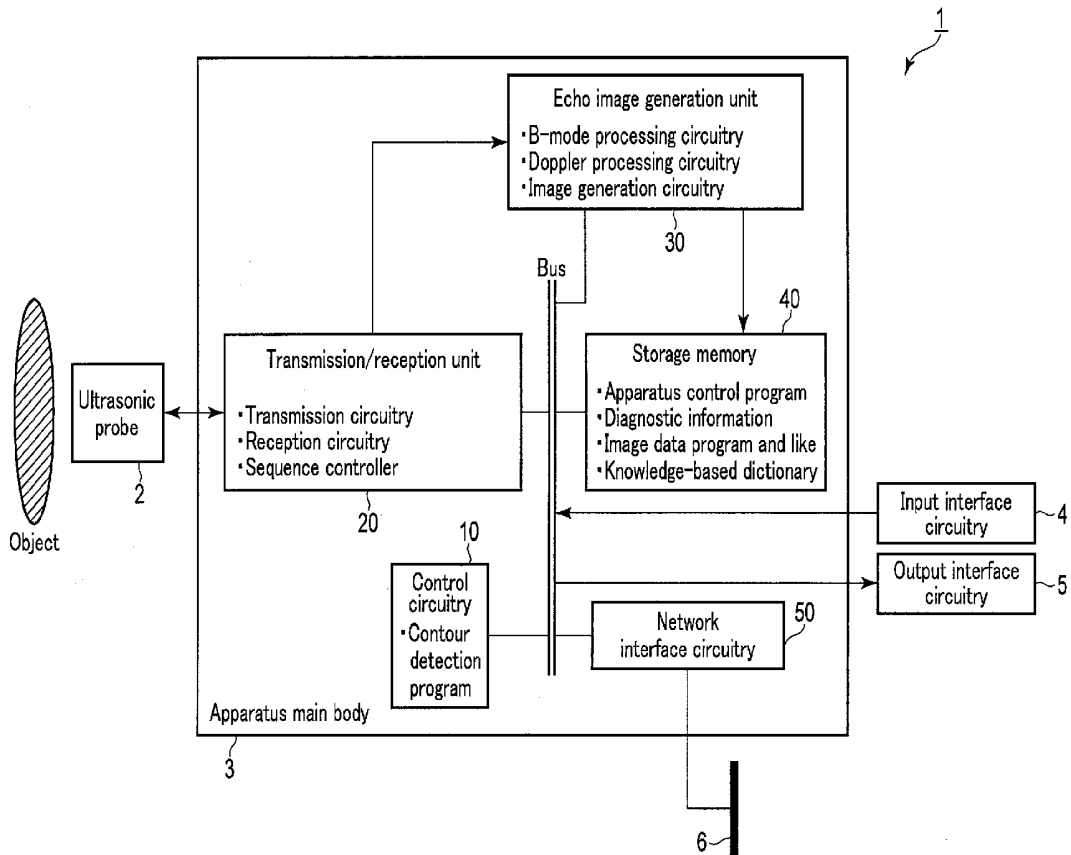 1
Echo image generation unit
・B-mode processing circuitry
・Doppler processing circuitry
・Image generation circuitry
30
Bus
40
Transmission/reception unit
・Transmission circuitry
・Reception circuitry
・Sequence controller
20
Storage memory
・Apparatus control program
・Diagnostic information
・Image data program and like
・Knowledge-based dictionary
Ultrasonic
probe
2
Object
Input interface
circuitry
4
10
Control
circuitry
・Contour
detection
program
Output interface
circuitry
5
Network
interface circuitry
50
Apparatus main body
3
6